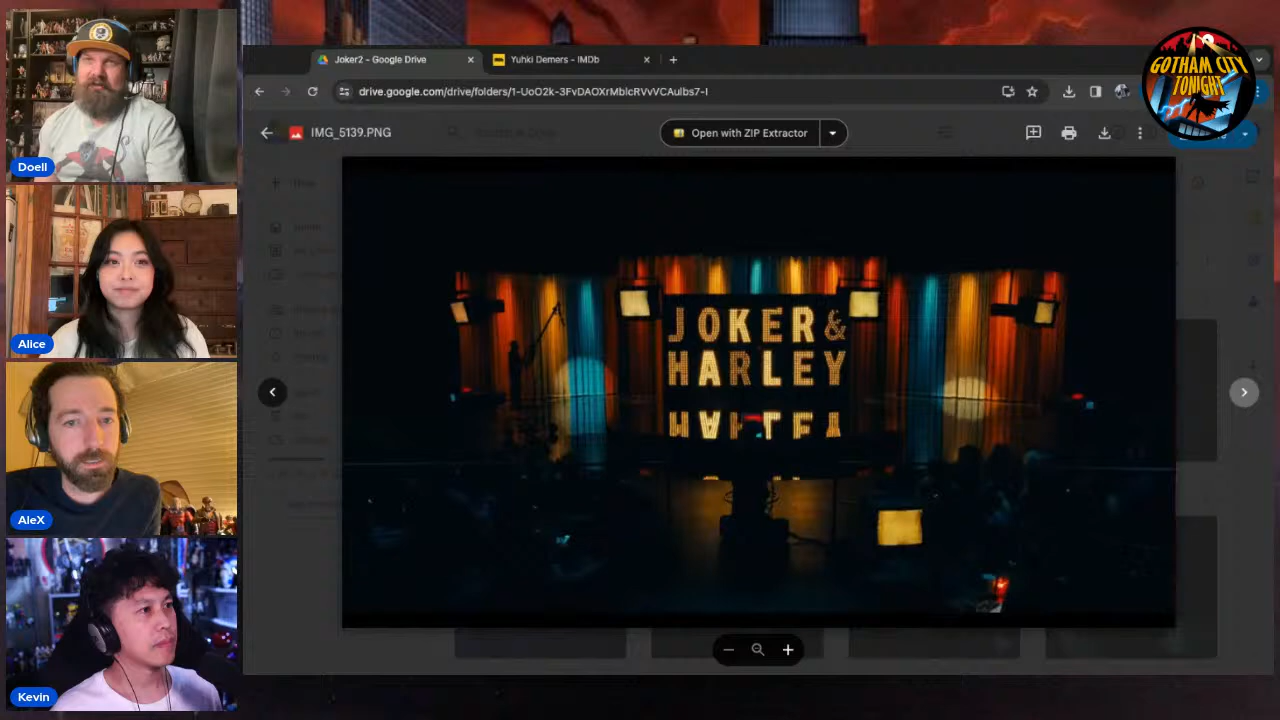 Joker2 - Google Drive
Yuhki Demers - IMDb
drive.google.com/drive/folders/1-UoO2k-3FvDAOXrMblcRVvVCAulbs7-I
GOTHAM CITY
TONIGHT
IMG_5139.PNG
Open with ZIP Extractor
JOKER &
HARLEY
Doell
Alice
AleX
Kevin